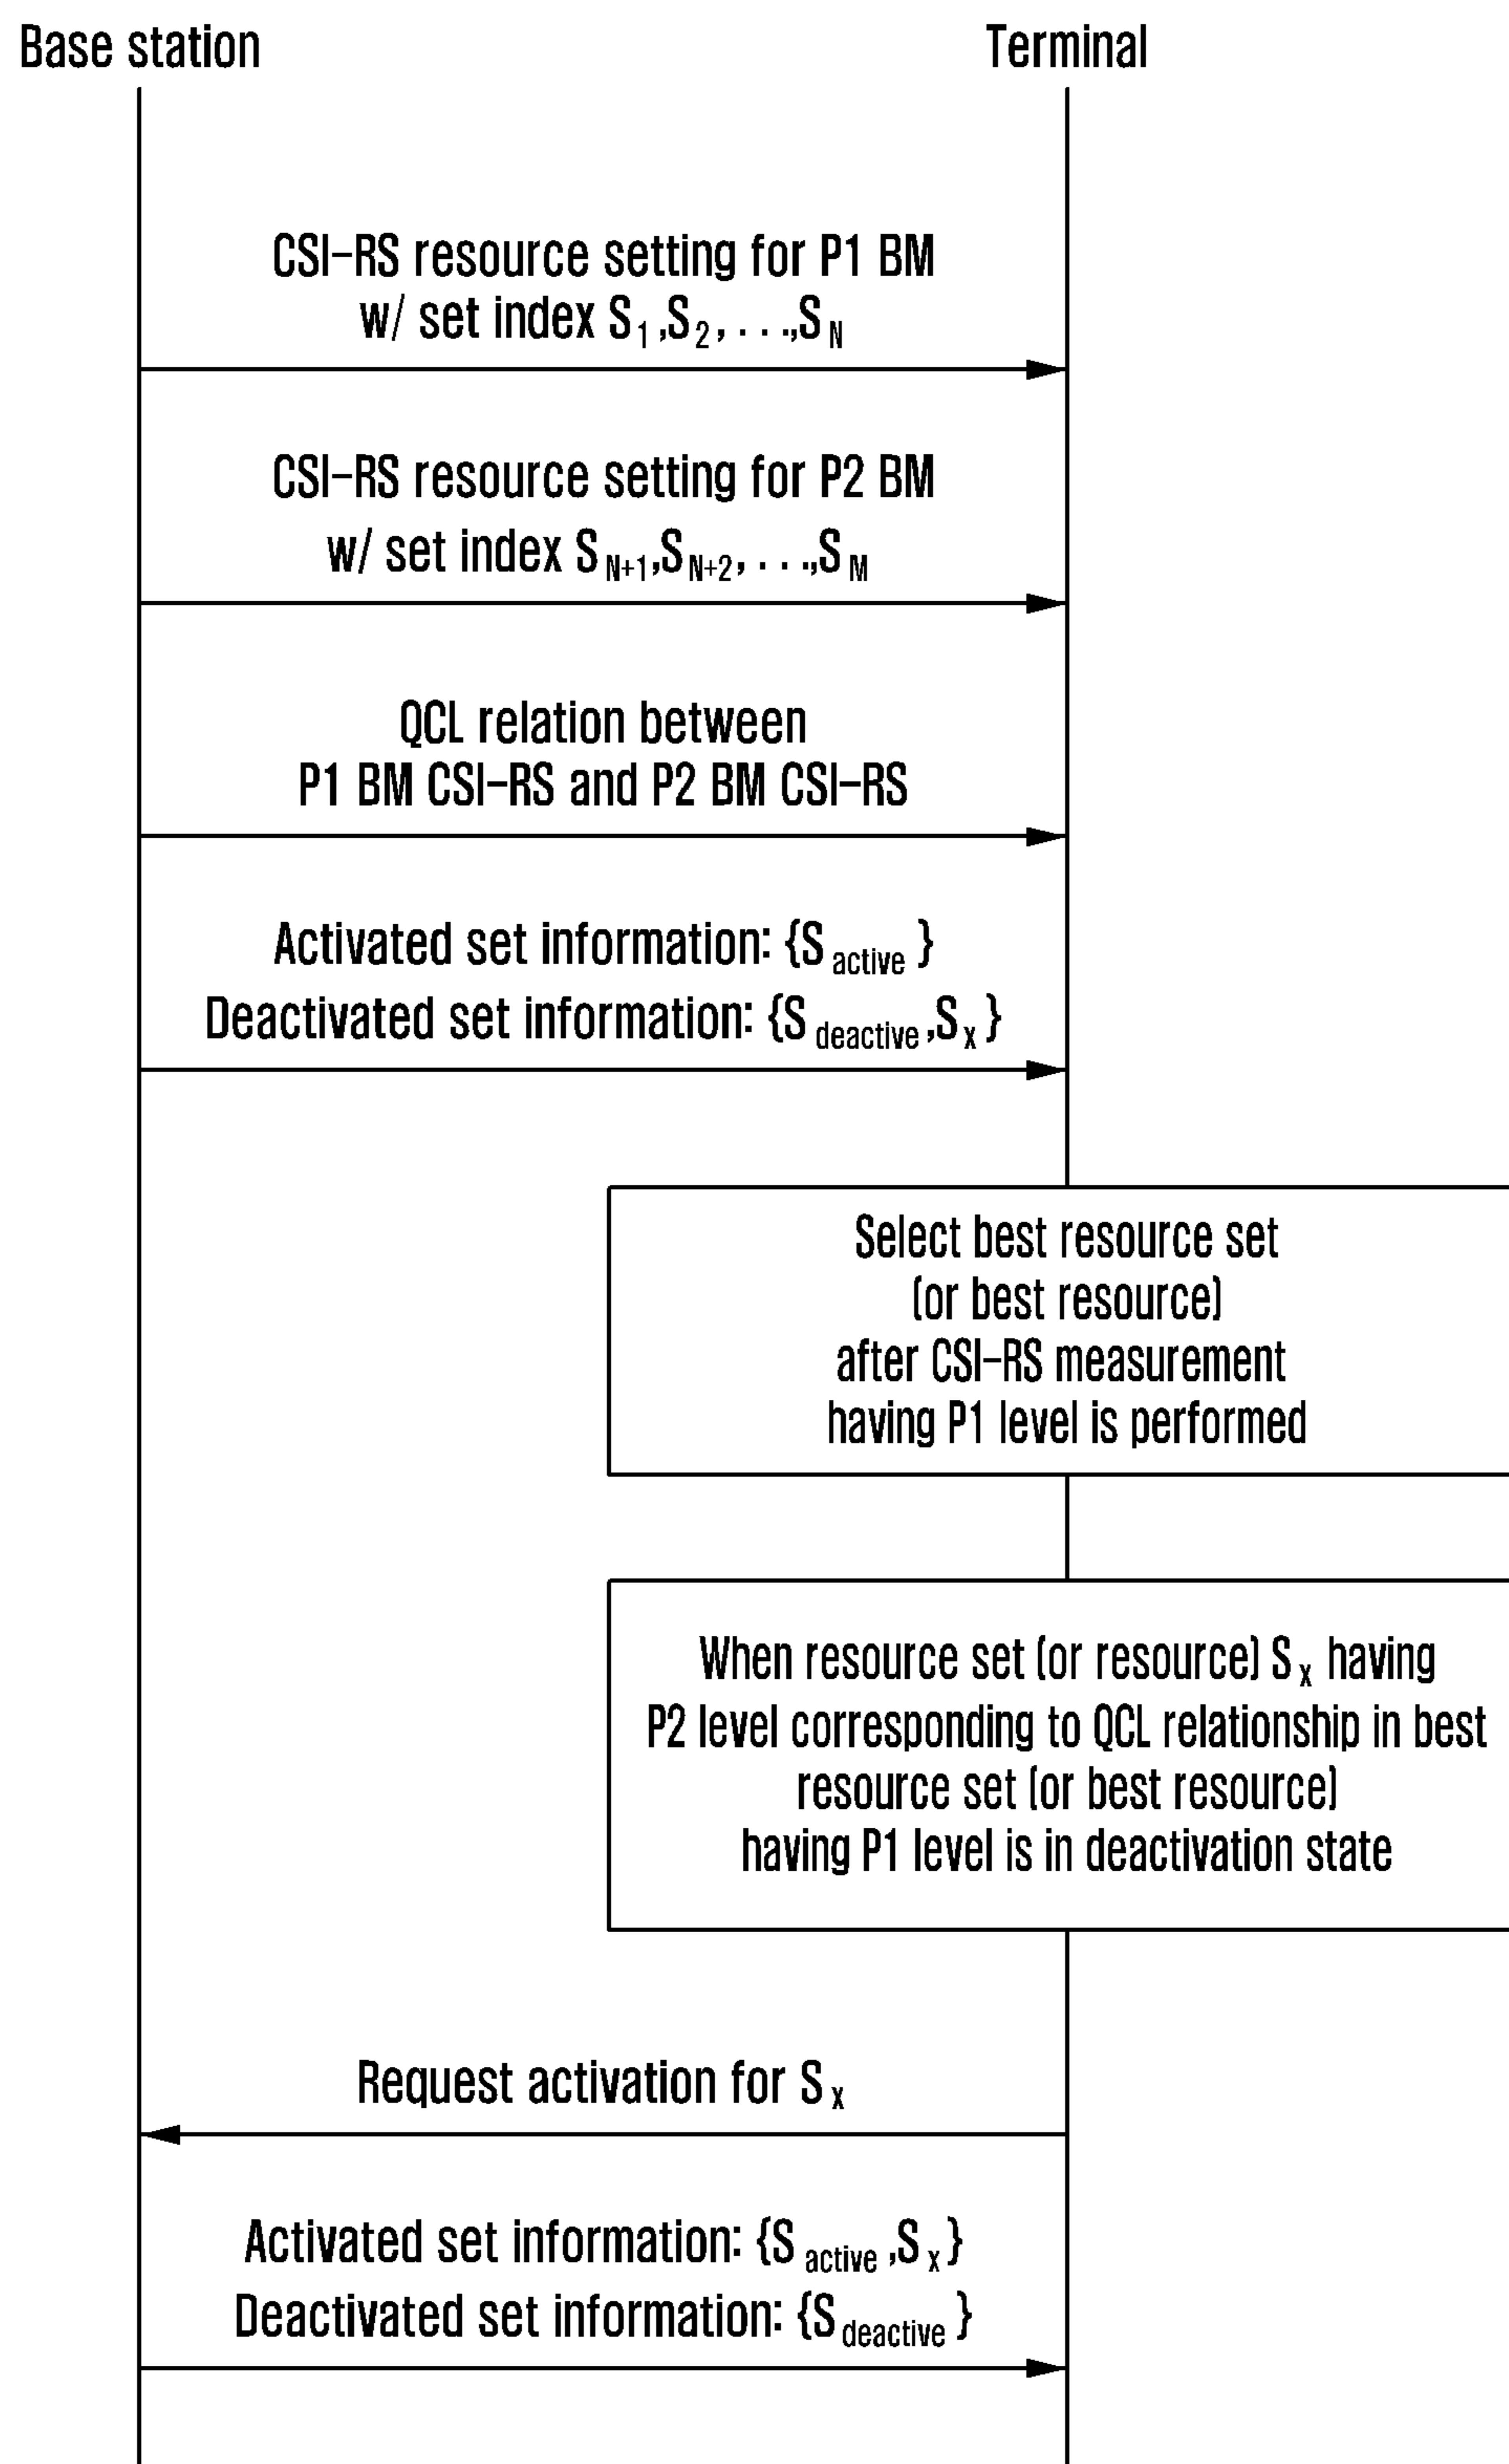 Base station
Terminal
CSI–RS resource setting for P1 BM
w/ set index S1,S2, . . .,SN
CSI–RS resource setting for P2 BM
w/ set index SN+1,SN+2, . . .,SM
QCL relation between
P1 BM CSI–RS and P2 BM CSI–RS
Activated set information: {Sactive}
Deactivated set information: {Sdeactive,Sx}
Select best resource set
(or best resource)
after CSI–RS measurement
having P1 level is performed
When resource set (or resource) Sx having
P2 level corresponding to QCL relationship in best
resource set (or best resource)
having P1 level is in deactivation state
Request activation for Sx
Activated set information: {Sactive,Sx}
Deactivated set information: {Sdeactive}